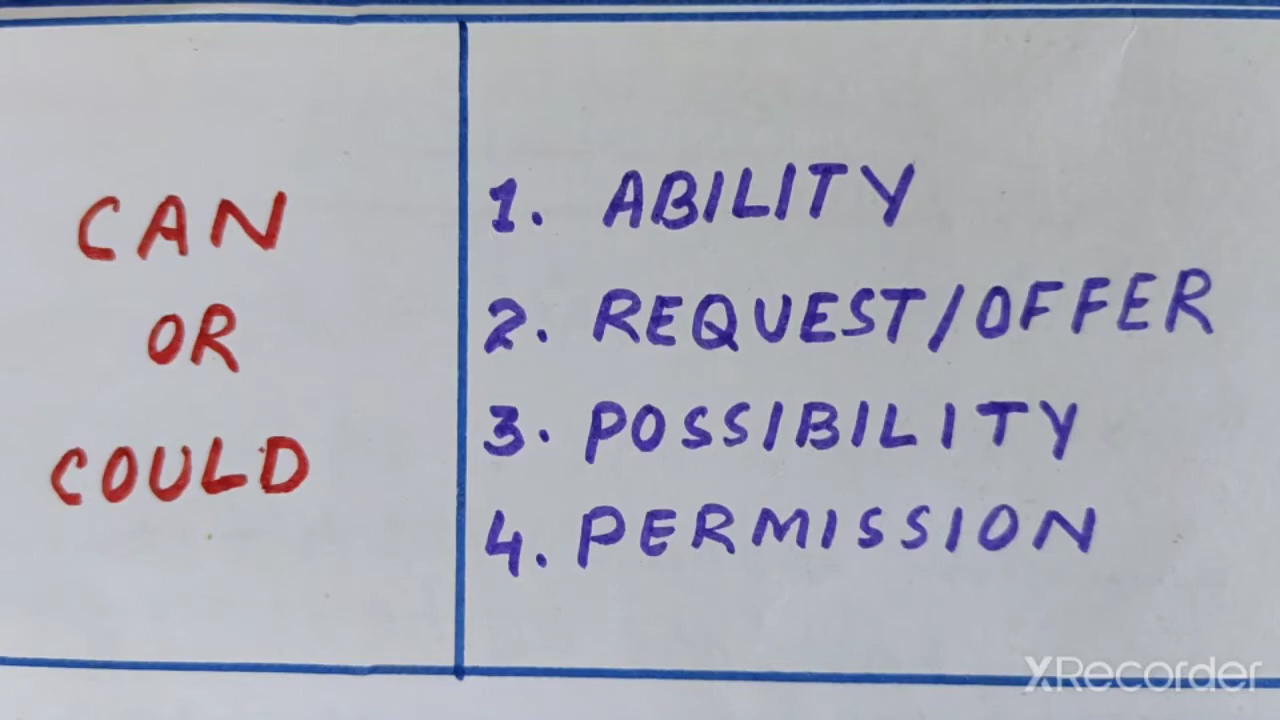 CAN
OR
COULD
1. ABILITY
2. REQUEST/OFFER
3. POSSIBILITY
4. PERMISSION
XRecorder